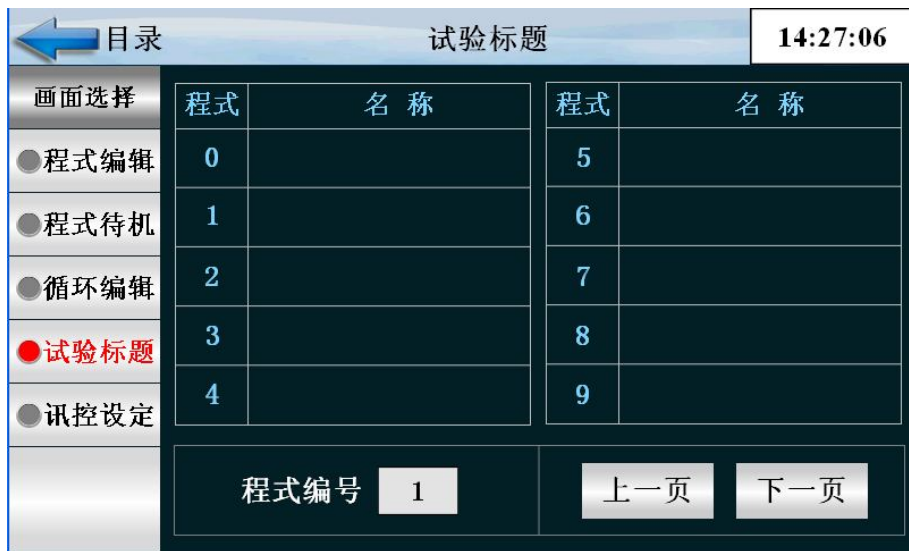 目录 试验标题 14:27:06
画面选择
程式编辑
程式待机
循环编辑
试验标题
讯控设定
程式 名 称 程式 名 称
0 5
1 6
2 7
3 8
4 9
程式编号 1 上一页 下一页